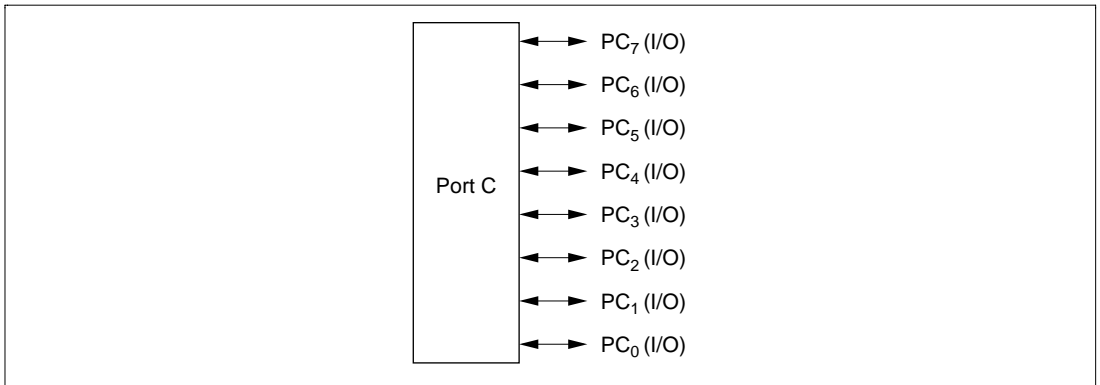 PC₇ (I/O)
PC₆ (I/O)
PC₅ (I/O)
PC₄ (I/O)
Port C
PC₃ (I/O)
PC₂ (I/O)
PC₁ (I/O)
PC₀ (I/O)